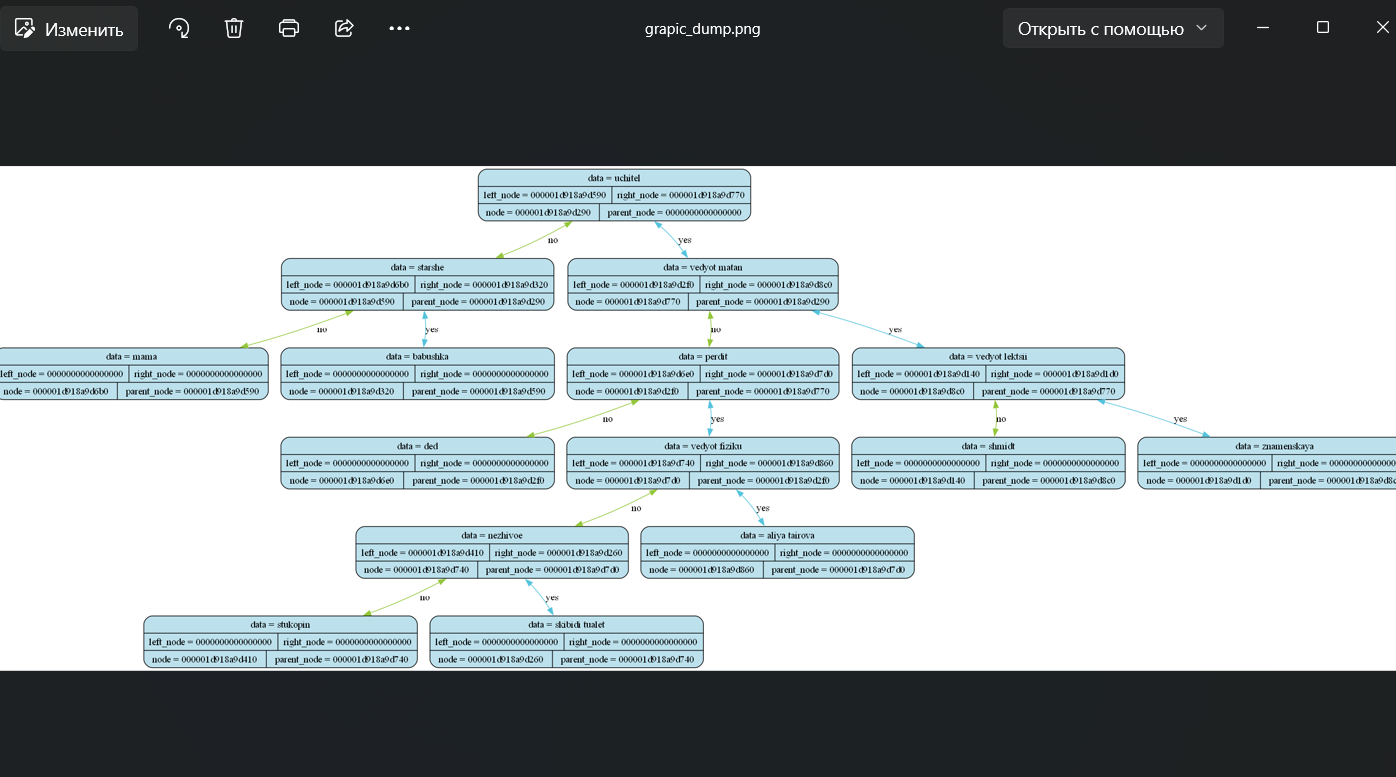 Изменить
grapic_dump.png
Открыть с помощью
data = uchitel
left_node = 000001d918a9d590 right_node = 000001d918a9d770
node = 000001d918a9d290 parent_node = 0000000000000000
no yes
data = starshe data = vedyot matan
left_node = 000001d918a9d6b0 right_node = 000001d918a9d320 left_node = 000001d918a9d2f0 right_node = 000001d918a9d8c0
node = 000001d918a9d590 parent_node = 000001d918a9d290 node = 000001d918a9d770 parent_node = 000001d918a9d290
no yes no yes
data = mama data = babushka data = perdit data = vedyot lektsii
left_node = 0000000000000000 right_node = 0000000000000000 left_node = 0000000000000000 right_node = 0000000000000000 left_node = 000001d918a9d6e0 right_node = 000001d918a9d7d0 left_node = 000001d918a9d140 right_node = 000001d918a9d1d0
node = 000001d918a9d6b0 parent_node = 000001d918a9d590 node = 000001d918a9d320 parent_node = 000001d918a9d590 node = 000001d918a9d2f0 parent_node = 000001d918a9d770 node = 000001d918a9d8c0 parent_node = 000001d918a9d770
no yes no yes
data = ded data = vedyot fiziku data = shmidt data = znamenskaya
left_node = 0000000000000000 right_node = 0000000000000000 left_node = 000001d918a9d740 right_node = 000001d918a9d860 left_node = 0000000000000000 right_node = 0000000000000000 left_node = 0000000000000000 right_node = 0000000000
node = 000001d918a9d6e0 parent_node = 000001d918a9d2f0 node = 000001d918a9d7d0 parent_node = 000001d918a9d2f0 node = 000001d918a9d140 parent_node = 000001d918a9d8c0 node = 000001d918a9d1d0 parent_node = 000001d918a9d8c
no yes
data = nezhivoe data = aliya tairova
left_node = 000001d918a9d410 right_node = 000001d918a9d260 left_node = 0000000000000000 right_node = 0000000000000000
node = 000001d918a9d740 parent_node = 000001d918a9d7d0 node = 000001d918a9d860 parent_node = 000001d918a9d7d0
no yes
data = stukopin data = skibidi tualet
left_node = 0000000000000000 right_node = 0000000000000000 left_node = 0000000000000000 right_node = 0000000000000000
node = 000001d918a9d410 parent_node = 000001d918a9d740 node = 000001d918a9d260 parent_node = 000001d918a9d740